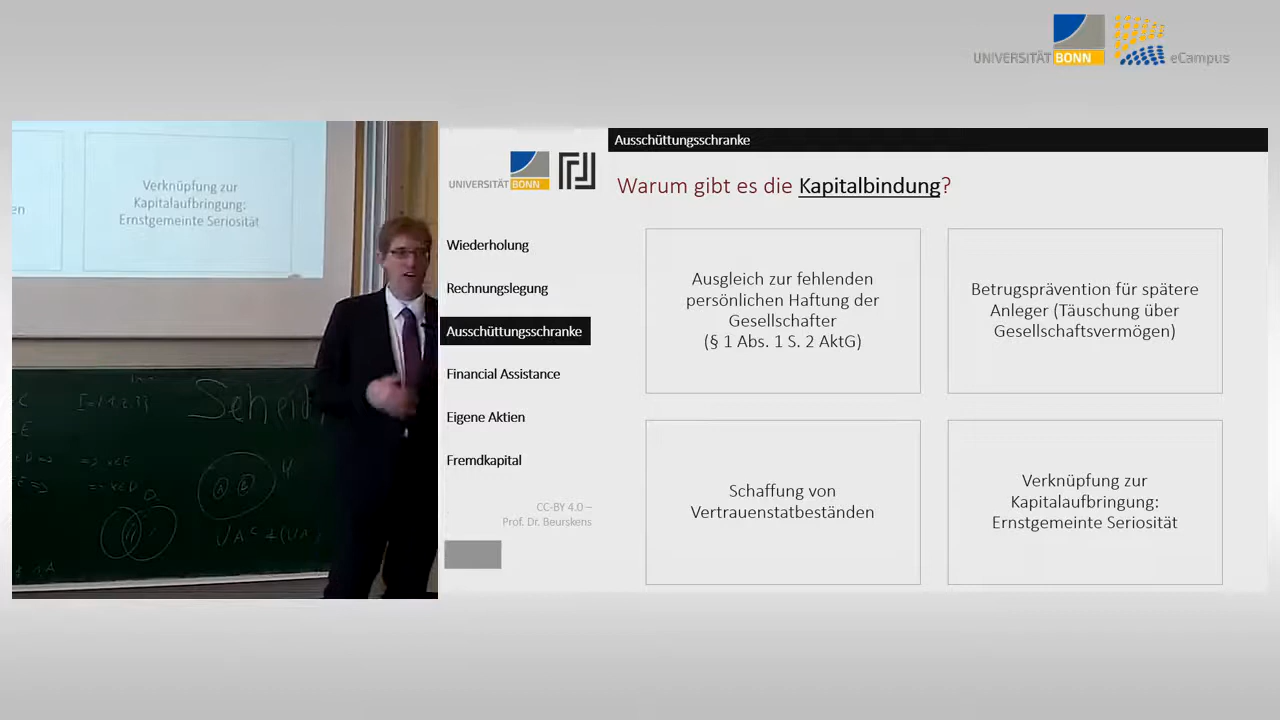 UNIVERSITÄT BONN eCampus
Verknüpfung zur
Kapitalaufbringung:
Ernstgemeinte Seriosität
en
UNIVERSITÄT BONN
Wiederholung
Rechnungslegung
Ausschüttungsschranke
Financial Assistance
Eigene Aktien
Fremdkapital
CC-BY 4.0 –
Prof. Dr. Beurskens
Ausschüttungsschranke
Warum gibt es die Kapitalbindung?
Ausgleich zur fehlenden
persönlichen Haftung der
Gesellschafter
(§ 1 Abs. 1 S. 2 AktG)
Betrugsprävention für spätere
Anleger (Täuschung über
Gesellschaftsvermögen)
Schaffung von
Vertrauenstatbeständen
Verknüpfung zur
Kapitalaufbringung:
Ernstgemeinte Seriosität